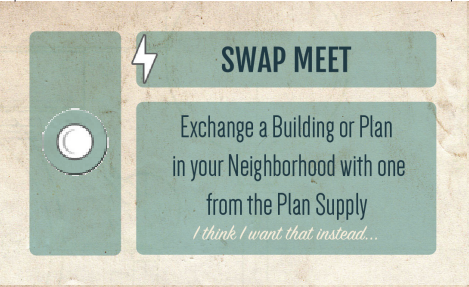 SWAP MEET
Exchange a Building or Plan
in your Neighborhood with one
from the Plan Supply
I think I want that instead...